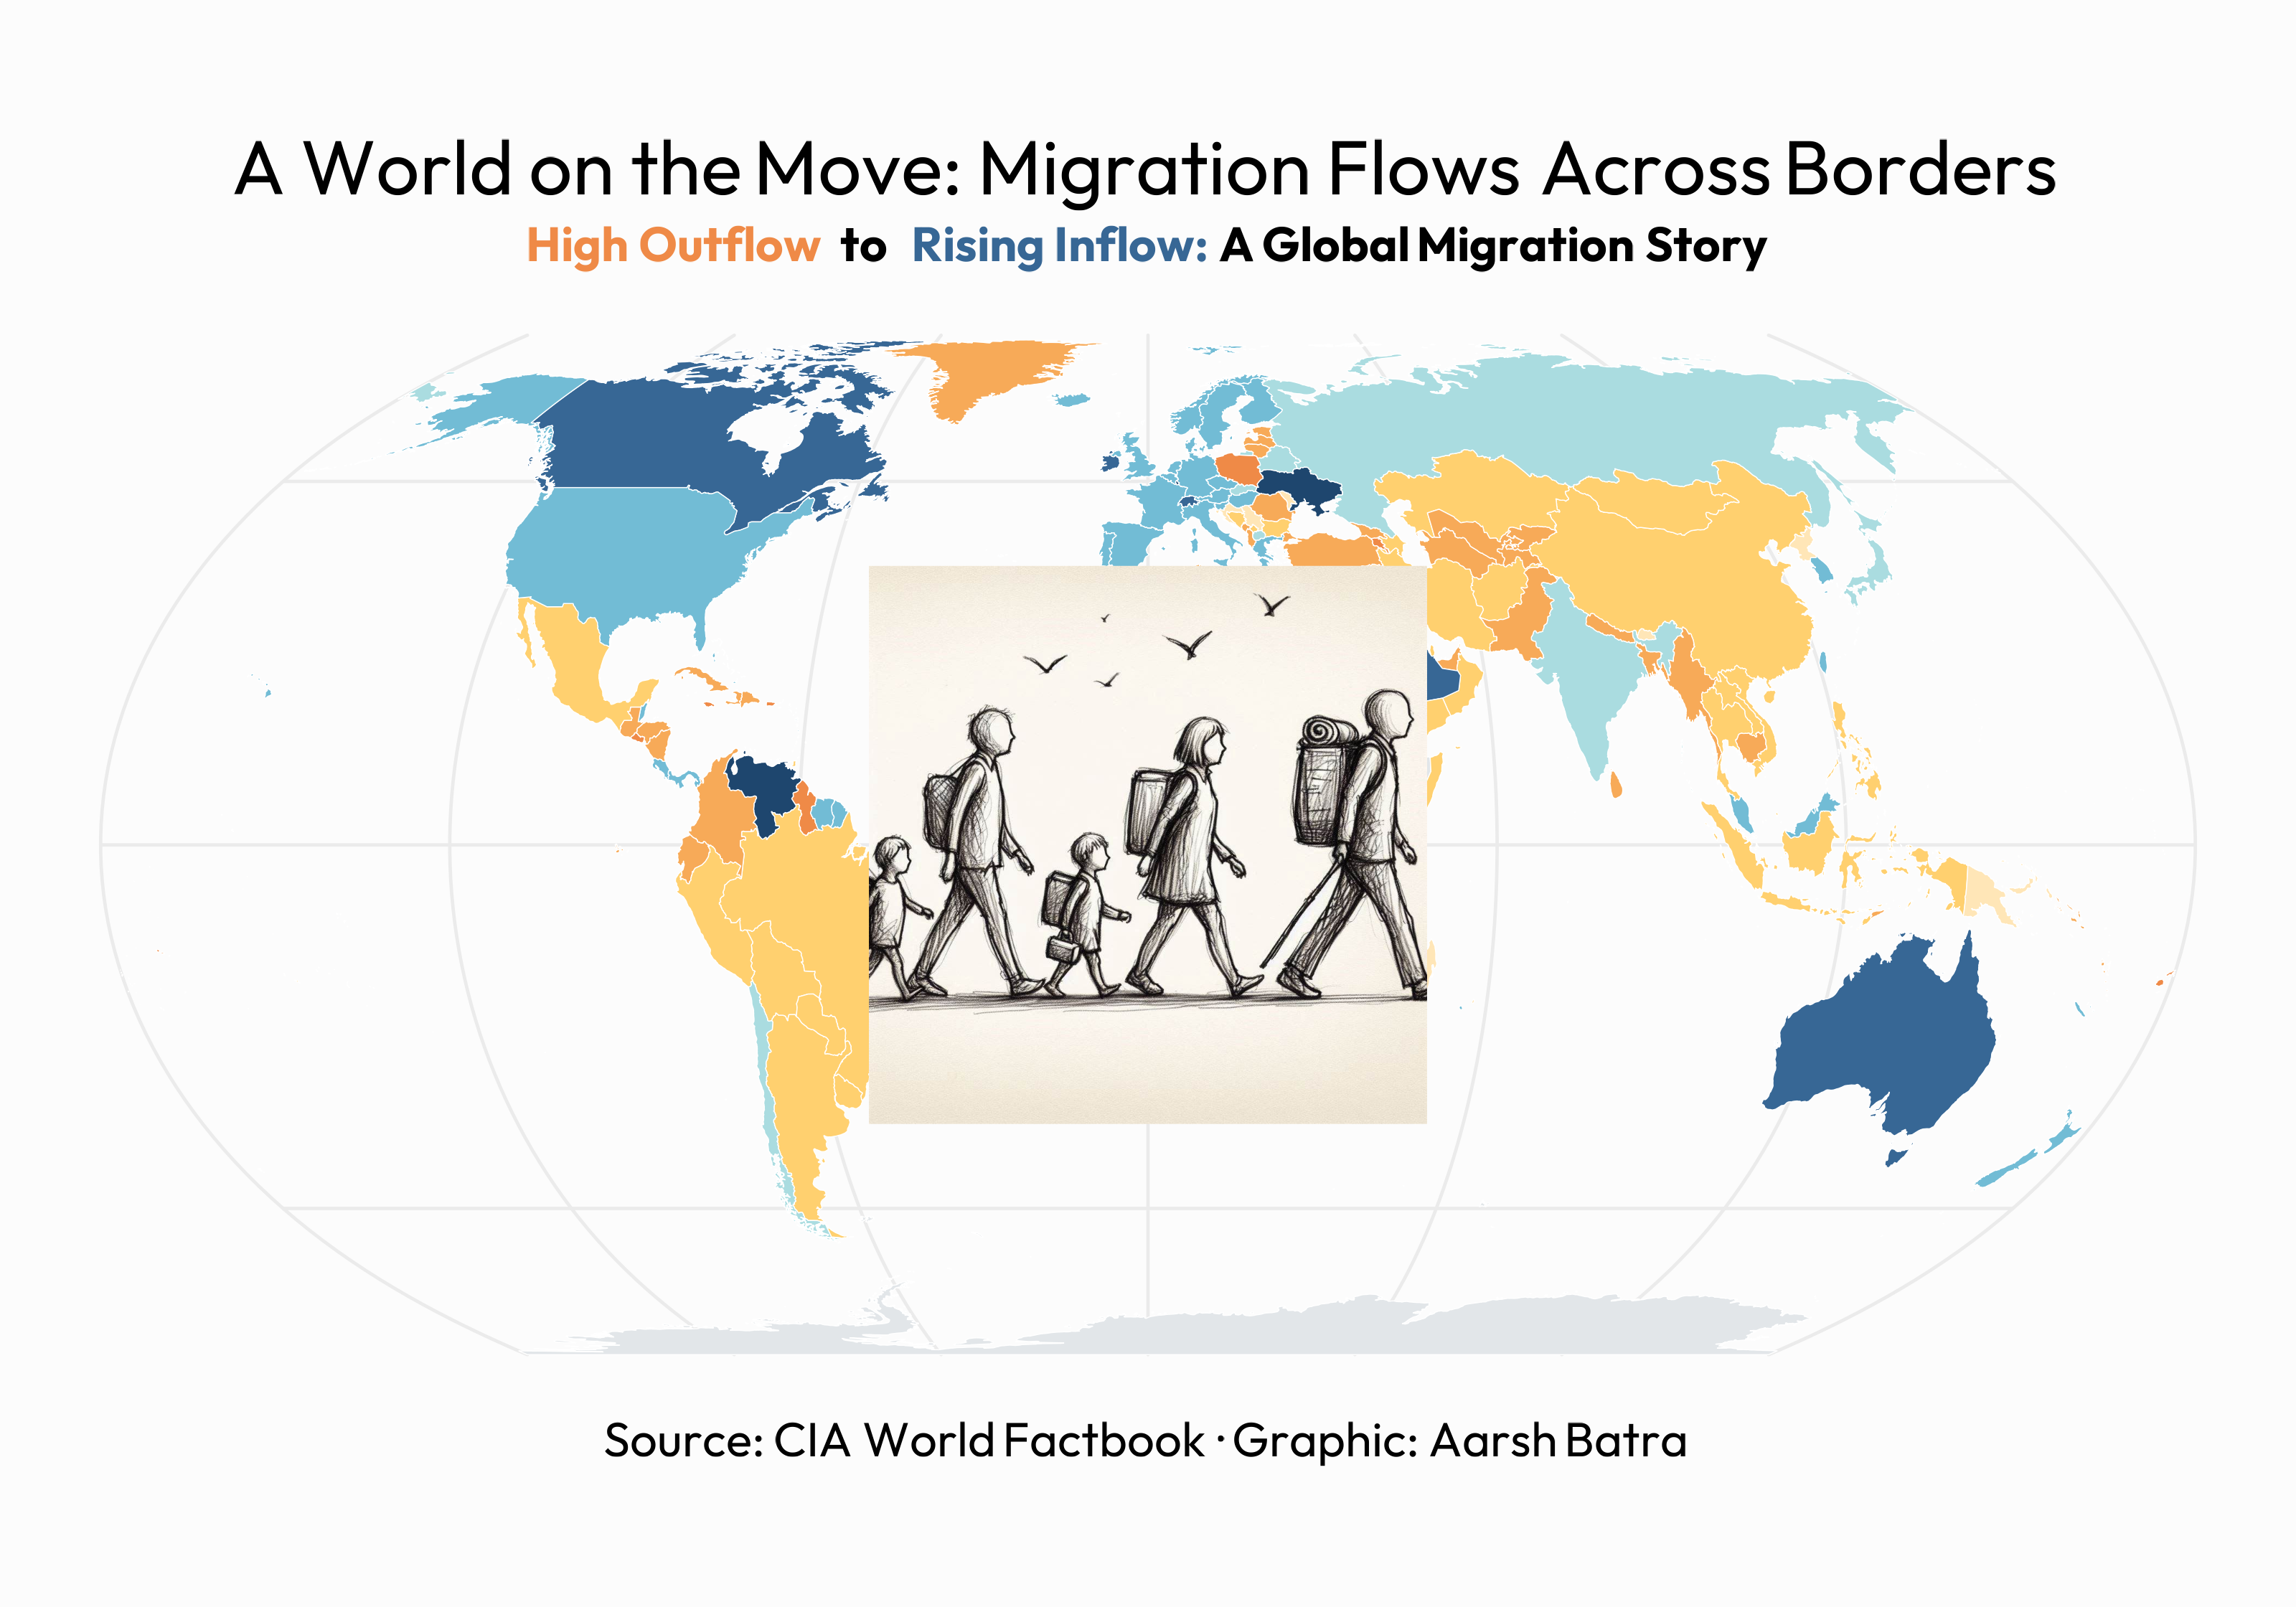 A World on the Move: Migration Flows Across Borders
High Outflow to Rising Inflow: A Global Migration Story
Source: CIA World Factbook · Graphic: Aarsh Batra